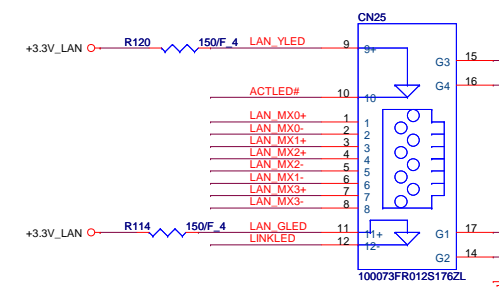 CN25
+3.3V_LAN R120 150/F_4 LAN_YLED 9 9+
G3 15
G4 16
ACTLED# 10 10
LAN_MX0+ 1 1
LAN_MX0- 2 2
LAN_MX1+ 3 3
LAN_MX2+ 4 4
LAN_MX2- 5 5
LAN_MX1- 6 6
LAN_MX3+ 7 7
LAN_MX3- 8 8
+3.3V_LAN R114 150/F_4 LAN_GLED 11 11+ G1 17
LINKLED 12 12-
G2 14
100073FR012S176ZL